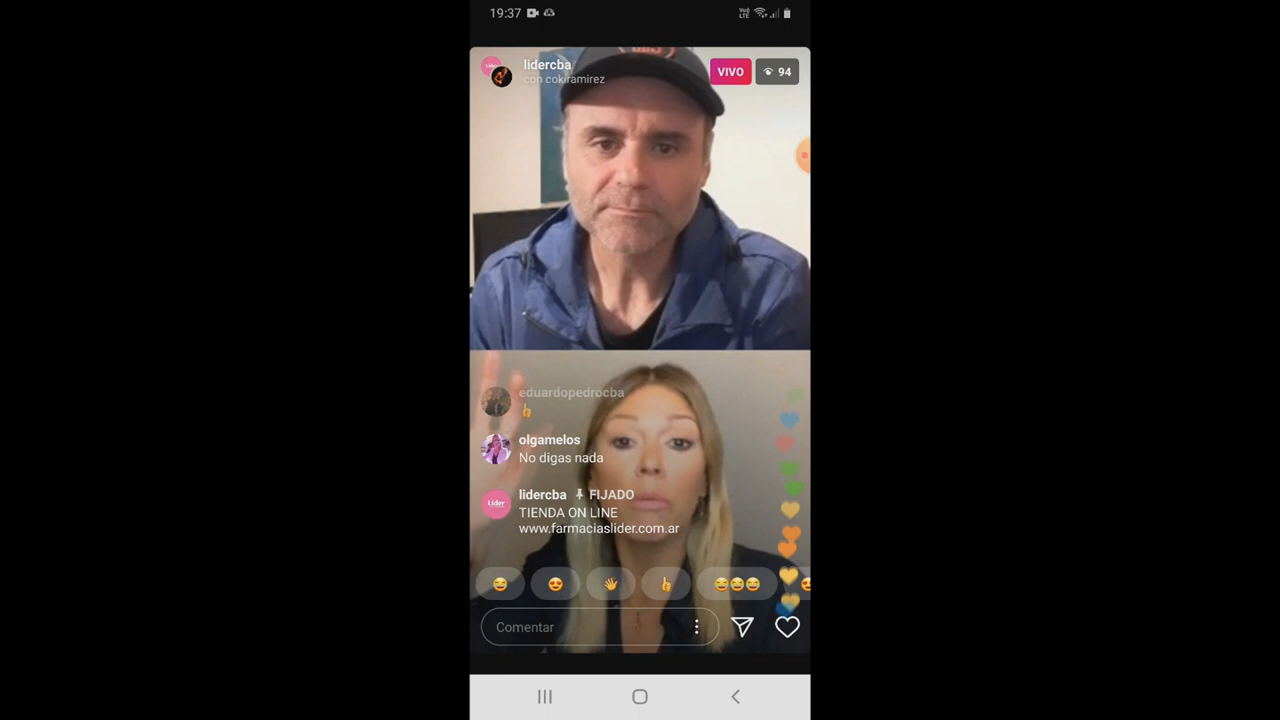 19:37
lidercba
con cokiramirez
VIVO
94
eduardopedrocba
olgamelos
No digas nada
lidercba FIJADO
Líder
TIENDA ON LINE
www.farmaciaslider.com.ar
Comentar